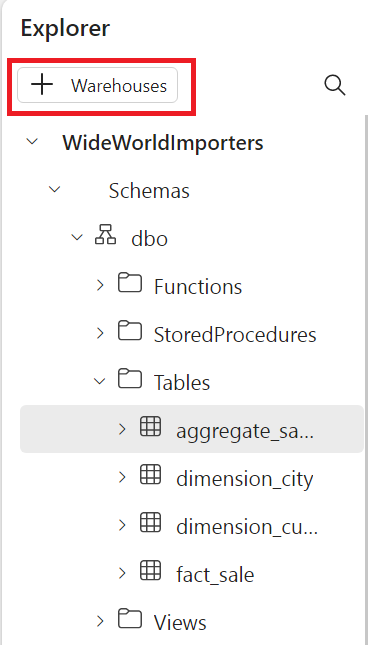 Explorer
Warehouses
WideWorldImporters
Schemas
dbo
Functions
StoredProcedures
Tables
aggregate_sa...
dimension_city
dimension_cu...
fact_sale
Views